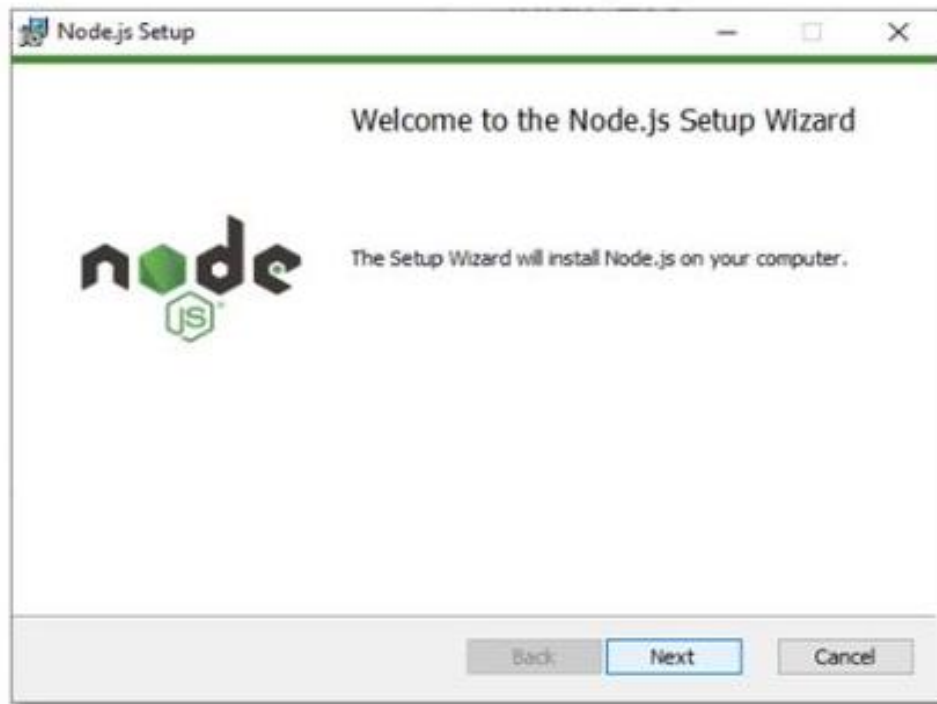 Node.js Setup
Welcome to the Node.js Setup Wizard
node
JS
The Setup Wizard will install Node.js on your computer.
Back
Next
Cancel